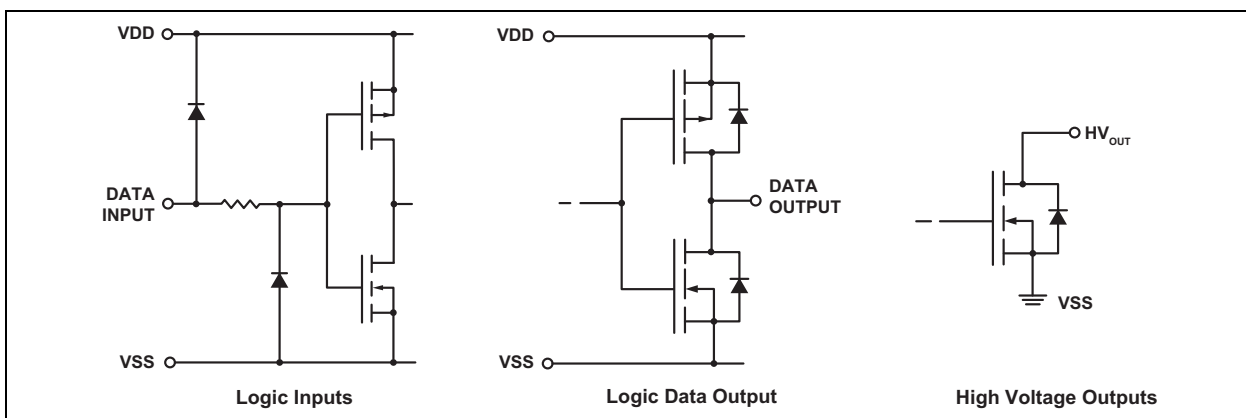 VDD
DATA
INPUT
VSS
Logic Inputs
VDD
DATA
OUTPUT
VSS
Logic Data Output
HVOUT
VSS
High Voltage Outputs